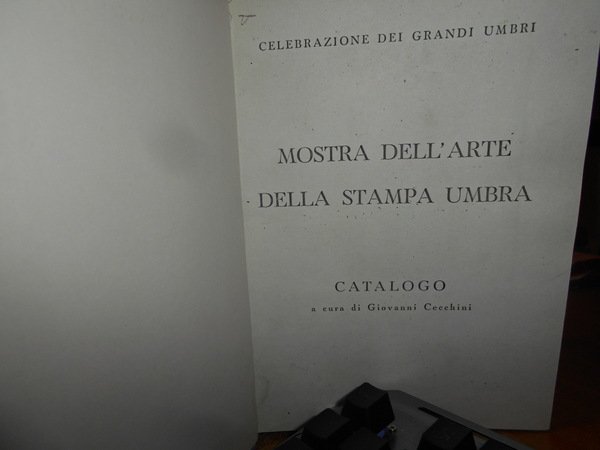 CELEBRAZIONE DEI GRANDI UMBRI
MOSTRA DELL'ARTE
DELLA STAMPA UMBRA
CATALOGO
a cura di Giovanni Cecchini